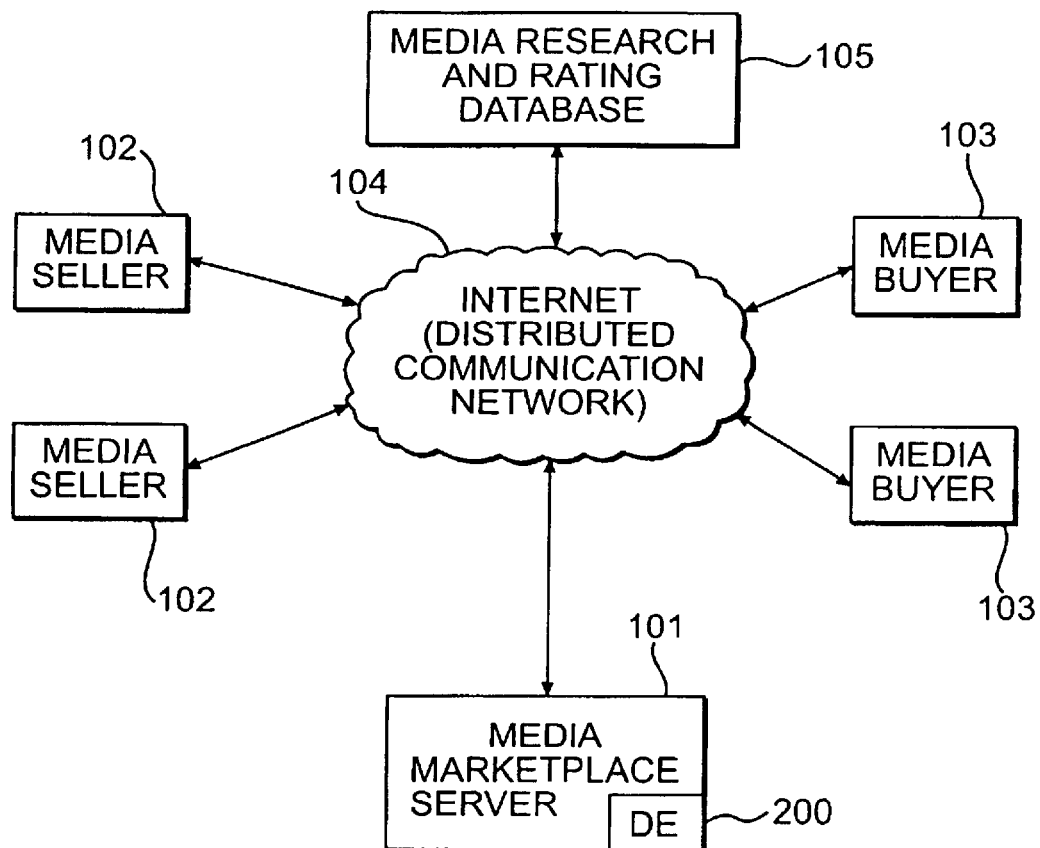 MEDIA RESEARCH
AND RATING
DATABASE
105
102
104
103
MEDIA
SELLER
INTERNET
(DISTRIBUTED
COMMUNICATION
NETWORK)
MEDIA
BUYER
MEDIA
SELLER
MEDIA
BUYER
102
103
101
MEDIA
MARKETPLACE
SERVER
DE
200